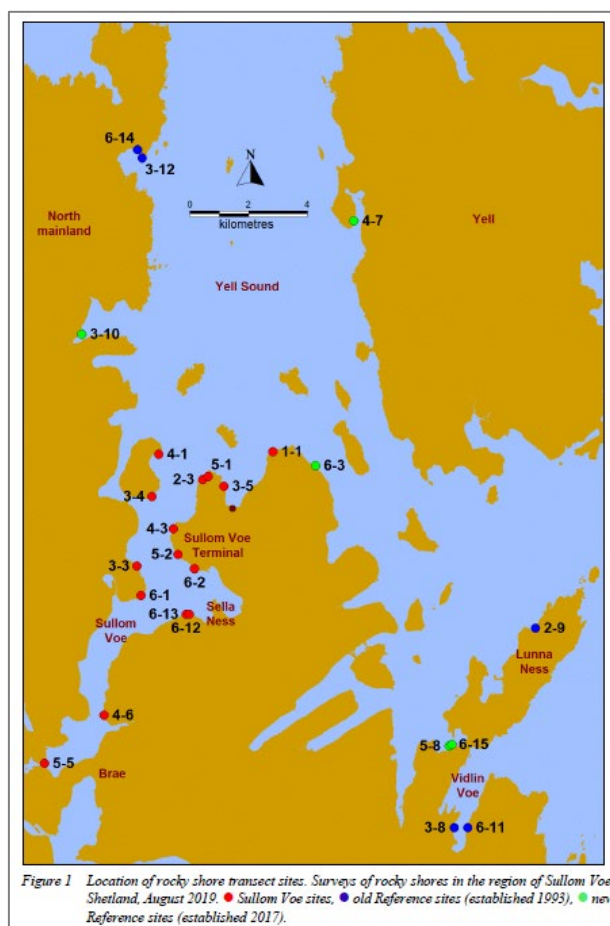 6-14
3-12
N
0 2 4
kilometres
North
mainland
4-7
Yell
Yell Sound
3-10
4-1
1-1
5-1
2-3
6-3
3-5
3-4
4-3
Sullom Voe
Terminal
5-2
3-3
6-2
6-1
Sella
Ness
6-13
6-12
Sullom
Voe
2-9
Lunna
Ness
4-6
5-8
6-15
5-5
Brae
Vidlin
Voe
3-8
6-11
Figure 1 Location of rocky shore transect sites. Surveys of rocky shores in the region of Sullom Voe
Shetland, August 2019. ● Sullom Voe sites, ● old Reference sites (established 1993), ● new
Reference sites (established 2017).